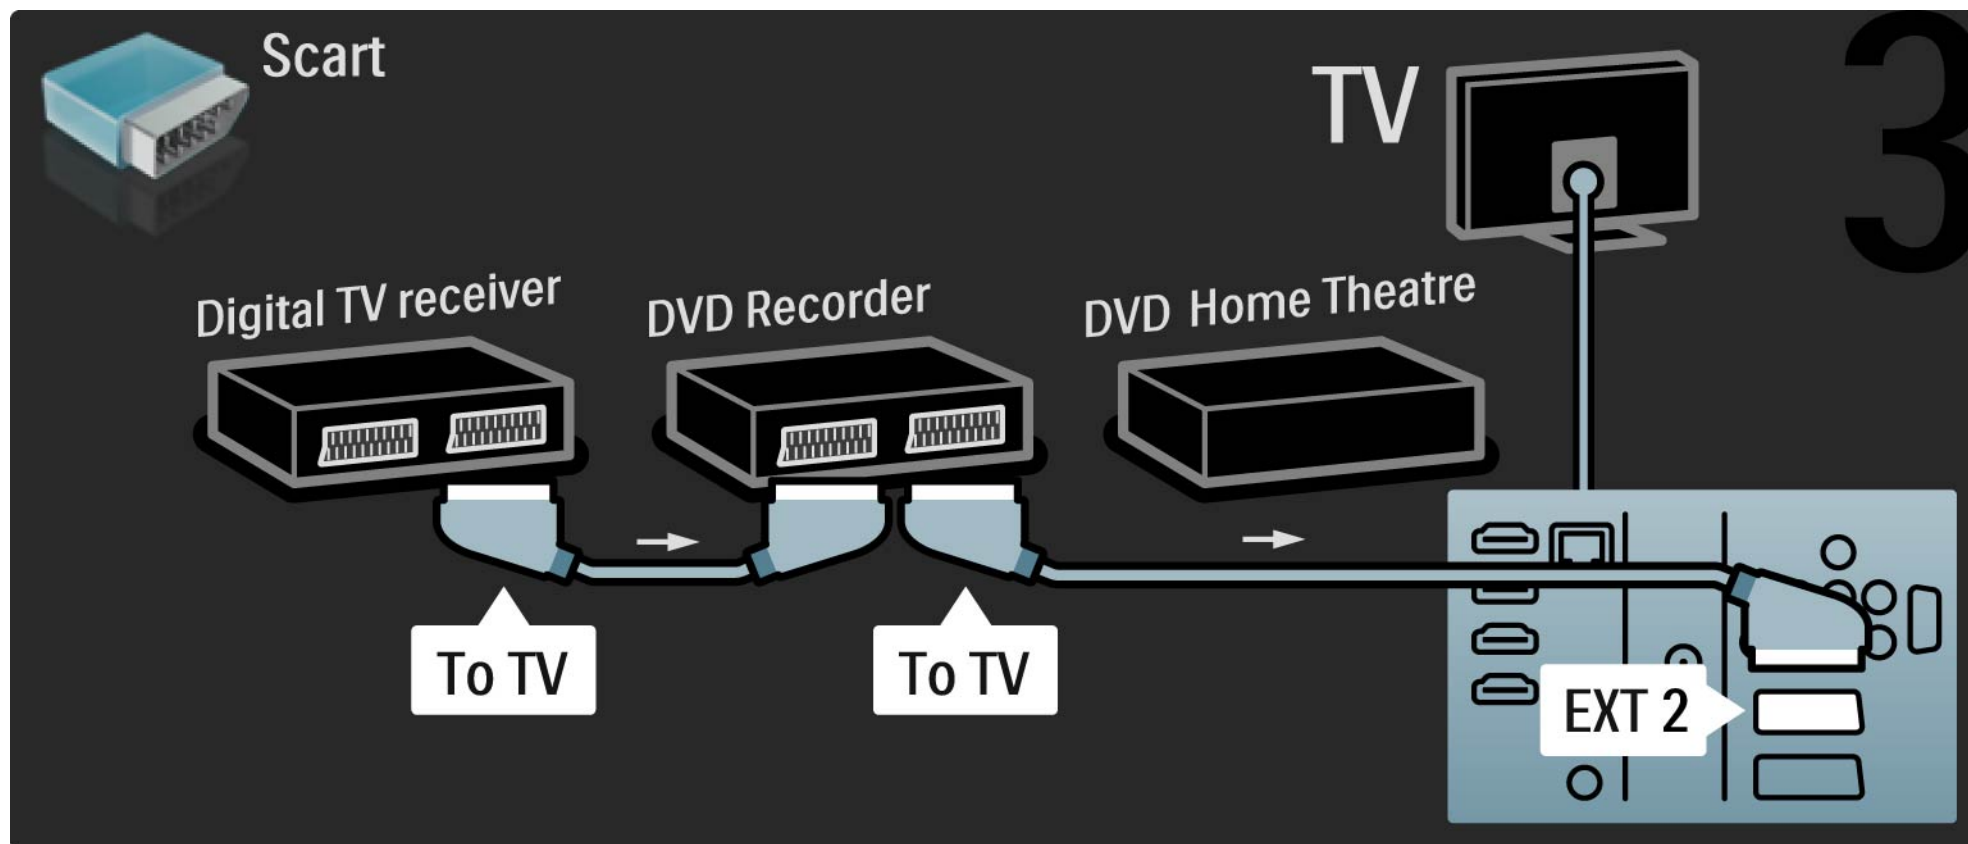 Scart
TV
3
Digital TV receiver
DVD Recorder
DVD Home Theatre
To TV
To TV
EXT 2